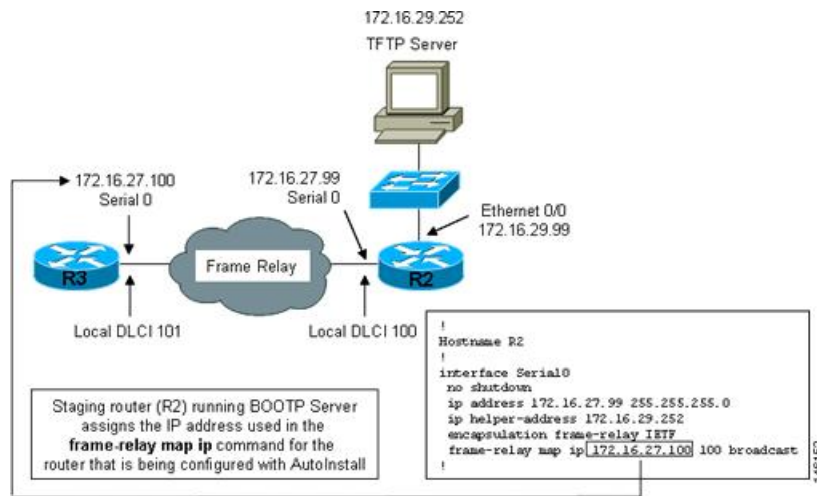 172.16.29.252
TFTP Server
172.16.27.100
Serial 0
172.16.27.99
Serial 0
Ethernet 0/0
172.16.29.99
R3
Frame Relay
R2
Local DLCI 101
Local DLCI 100
Staging router (R2) running BOOTP Server
assigns the IP address used in the
frame-relay map ip command for the
router that is being configured with AutoInstall
!
Hostname R2
!
interface Serial0
no shutdown
ip address 172.16.27.99 255.255.255.0
ip helper-address 172.16.29.252
encapsulation frame-relay IETF
frame-relay map ip 172.16.27.100 100 broadcast
!